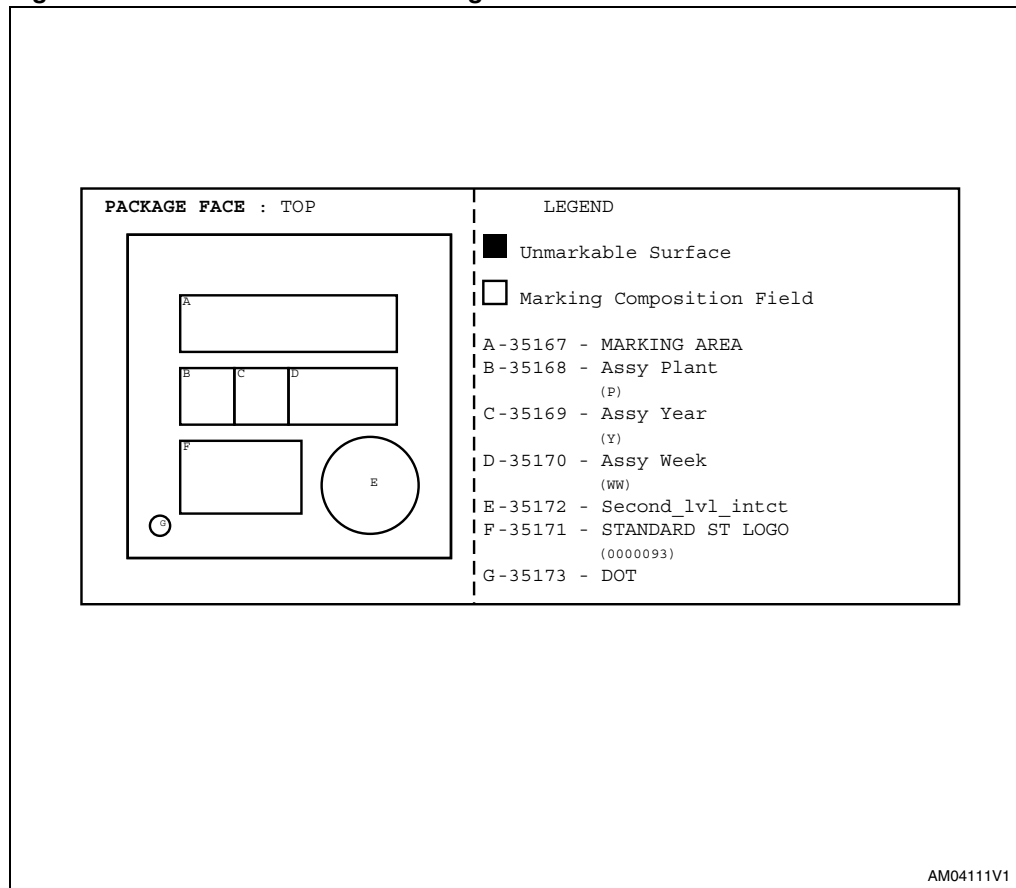 PACKAGE FACE : TOP
LEGEND
Unmarkable Surface
Marking Composition Field
A
B C D
F
E
G
A-35167 - MARKING AREA
B-35168 - Assy Plant
(P)
C-35169 - Assy Year
(Y)
D-35170 - Assy Week
(WW)
E-35172 - Second_lvl_intct
F-35171 - STANDARD ST LOGO
(0000093)
G-35173 - DOT
AM04111V1